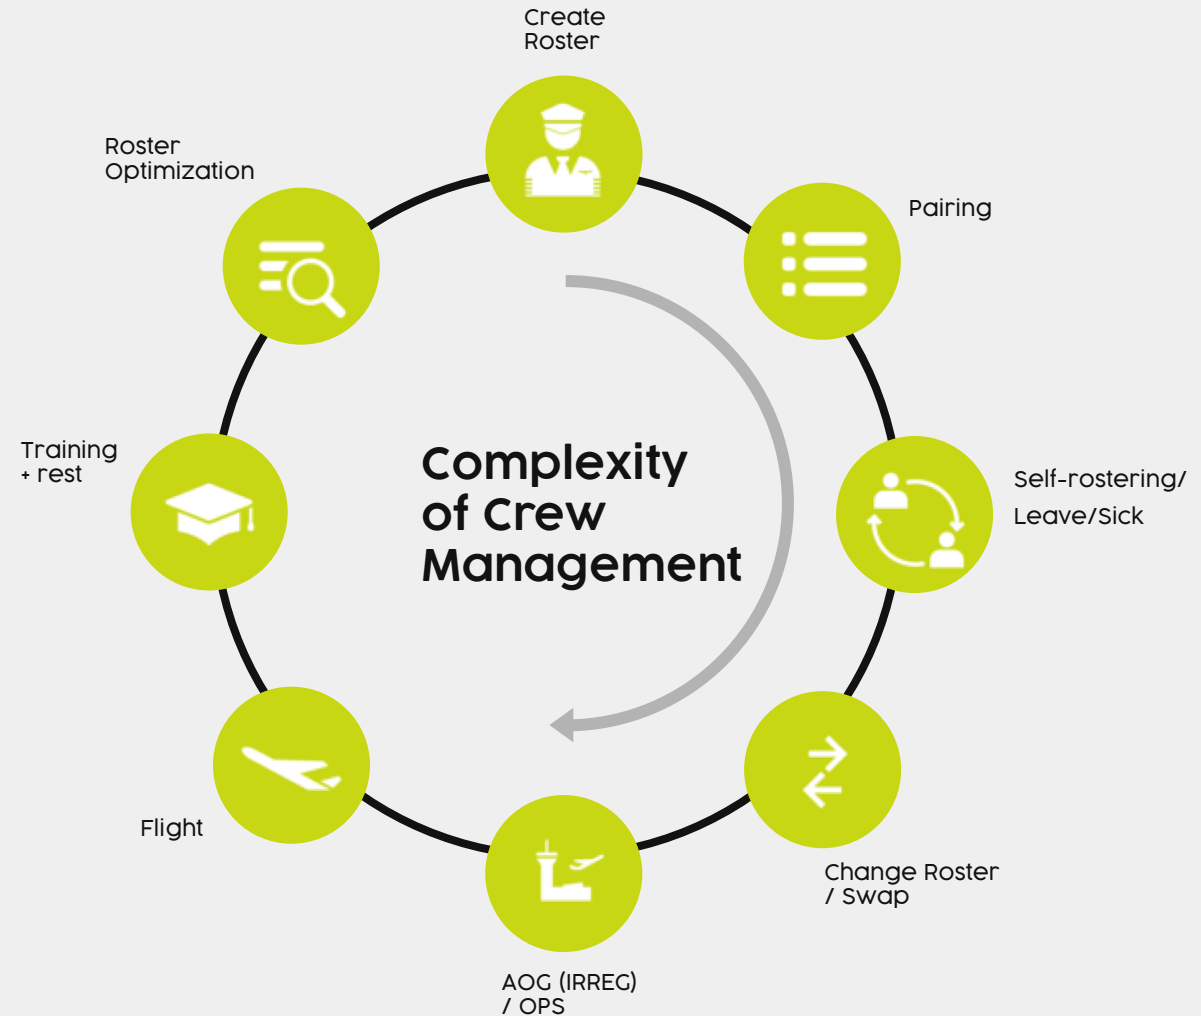 Create
Roster
Pairing
Self-rostering/
Leave/Sick
Change Roster
/ Swap
AOG (IRREG)
/ OPS
Flight
Training
+ rest
Roster
Optimization
Complexity
of Crew
Management